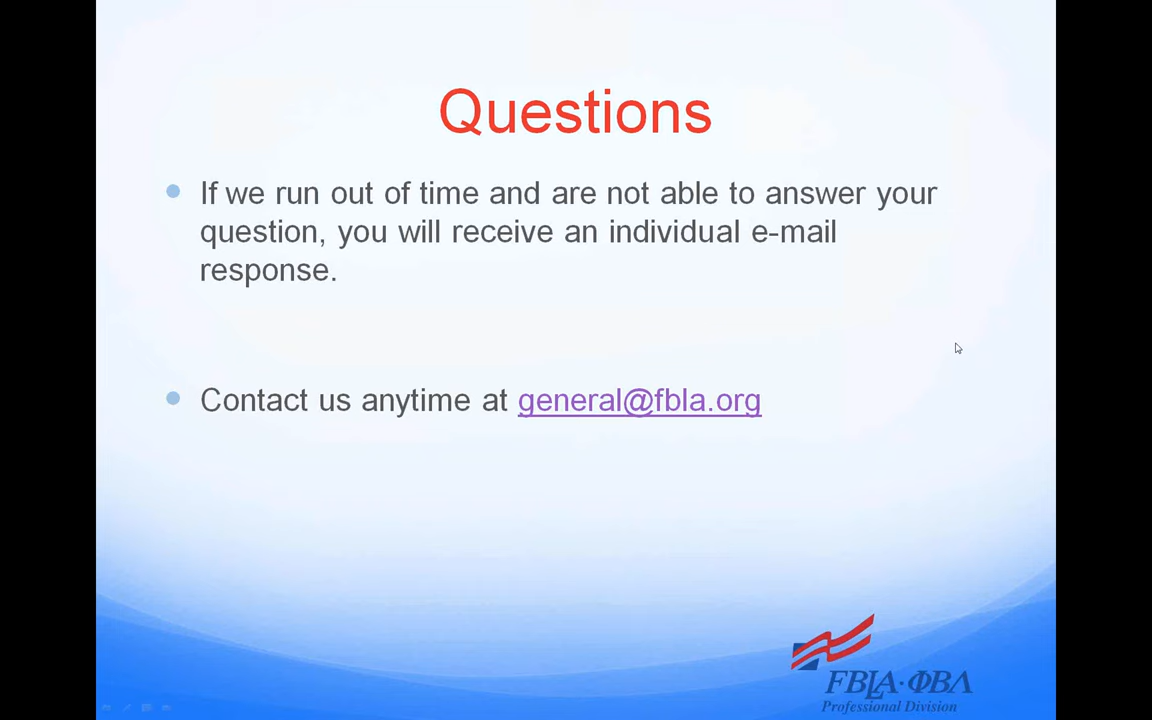 Questions
If we run out of time and are not able to answer your
question, you will receive an individual e-mail
response.
Contact us anytime at general@fbla.org
FBLA·ΦBΛ
Professional Division